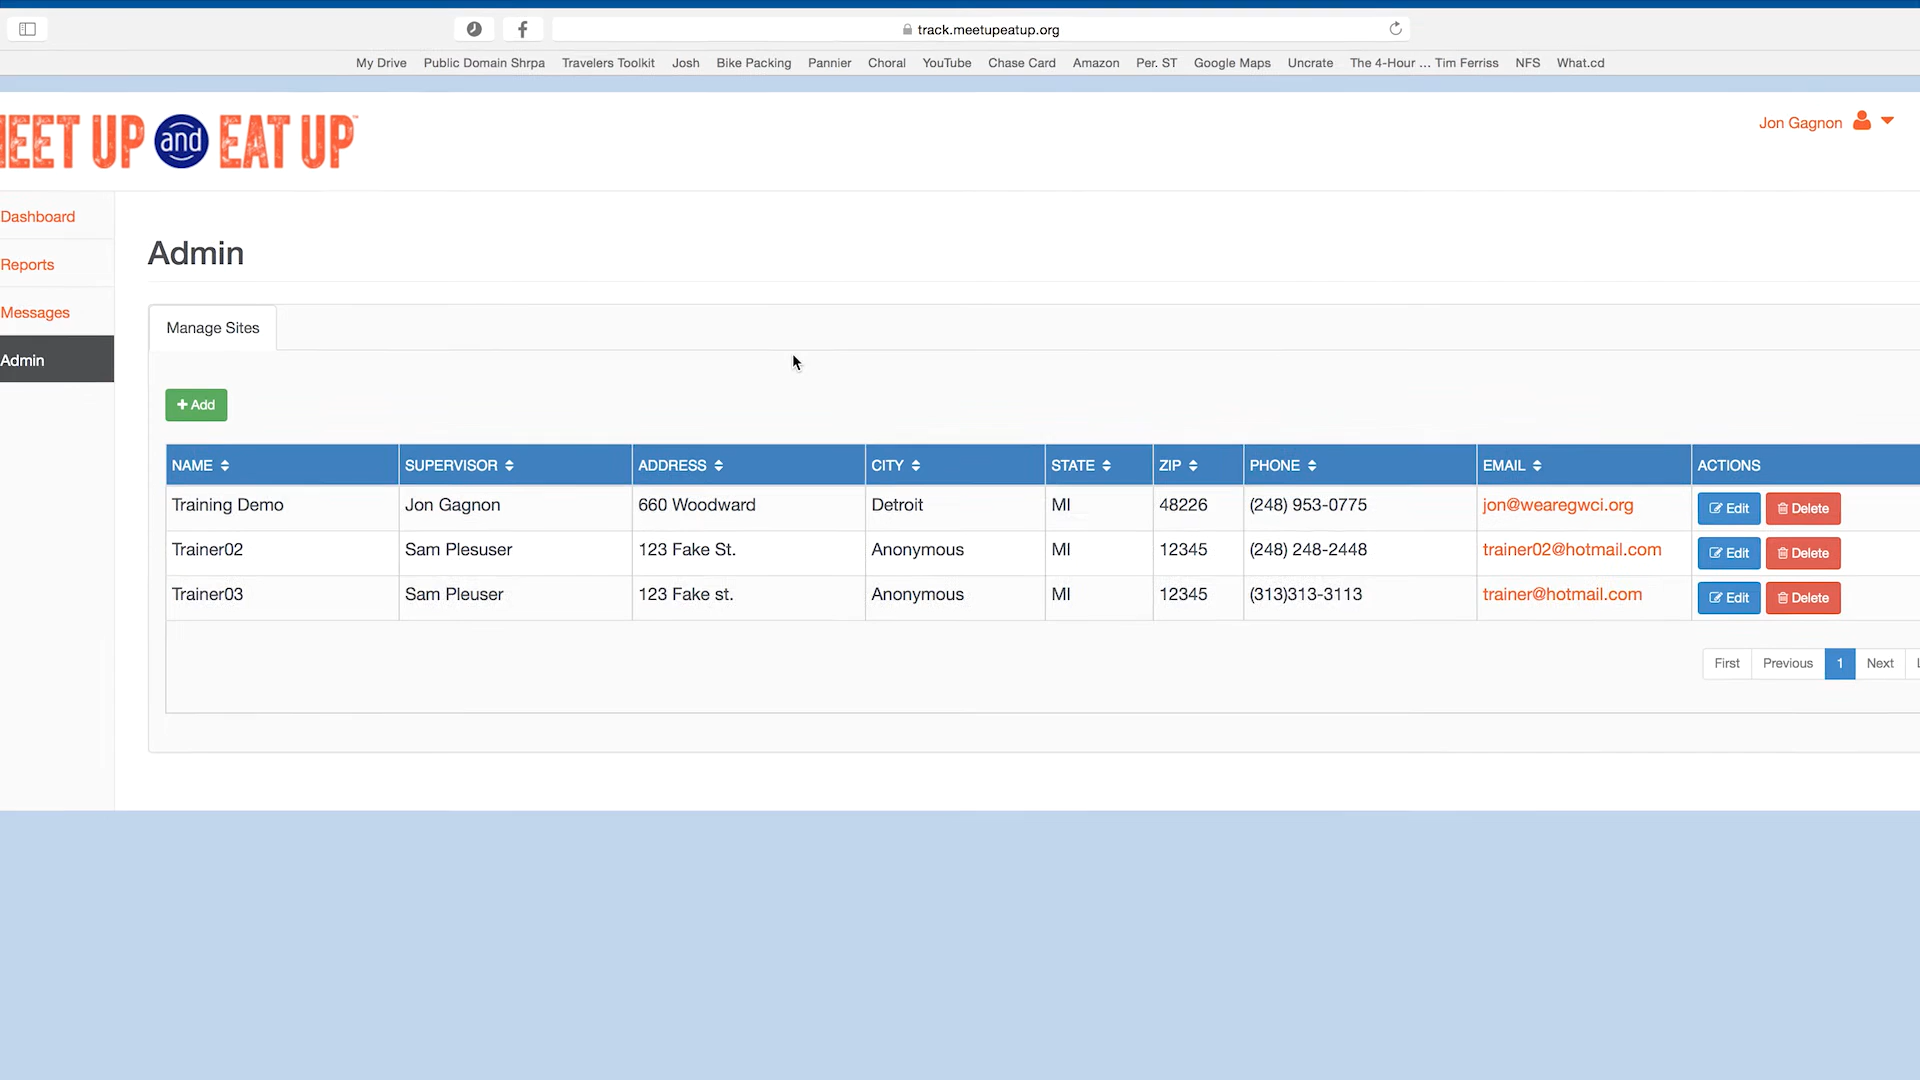 track.meetupeatup.org
My Drive Public Domain Shrpa Travelers Toolkit Josh Bike Packing Pannier Choral YouTube Chase Card Amazon Per. ST Google Maps Uncrate The 4-Hour ... Tim Ferriss NFS What.cd
EET UP and EAT UP
Jon Gagnon
Dashboard
Reports
Messages
Admin
Admin
Manage Sites
+ Add
NAME SUPERVISOR ADDRESS CITY STATE ZIP PHONE EMAIL ACTIONS
Training Demo Jon Gagnon 660 Woodward Detroit MI 48226 (248) 953-0775 jon@wearegwci.org Edit Delete
Trainer02 Sam Plesuser 123 Fake St. Anonymous MI 12345 (248) 248-2448 trainer02@hotmail.com Edit Delete
Trainer03 Sam Pleuser 123 Fake st. Anonymous MI 12345 (313)313-3113 trainer@hotmail.com Edit Delete
First Previous 1 Next